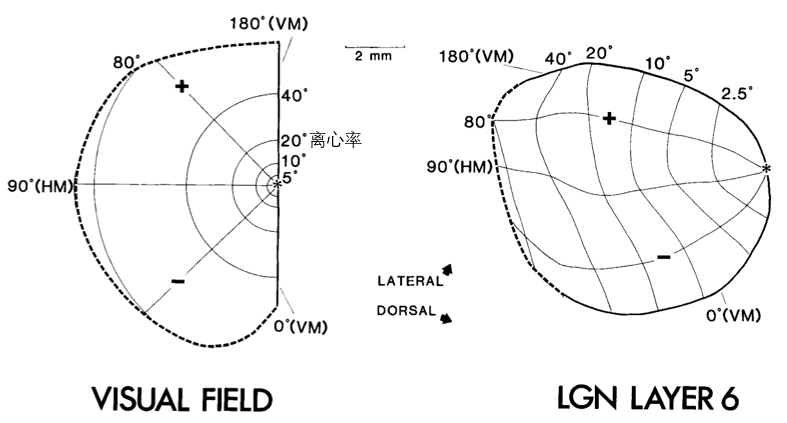 180°(VM)
80°
+
40°
20°离心率
10°
5°
*
90°(HM)
−
0°(VM)
VISUAL FIELD
2 mm
LATERAL
DORSAL
180°(VM)
40°
20°
10°
5°
2.5°
80°
+
90°(HM)
*
−
0°(VM)
LGN LAYER 6